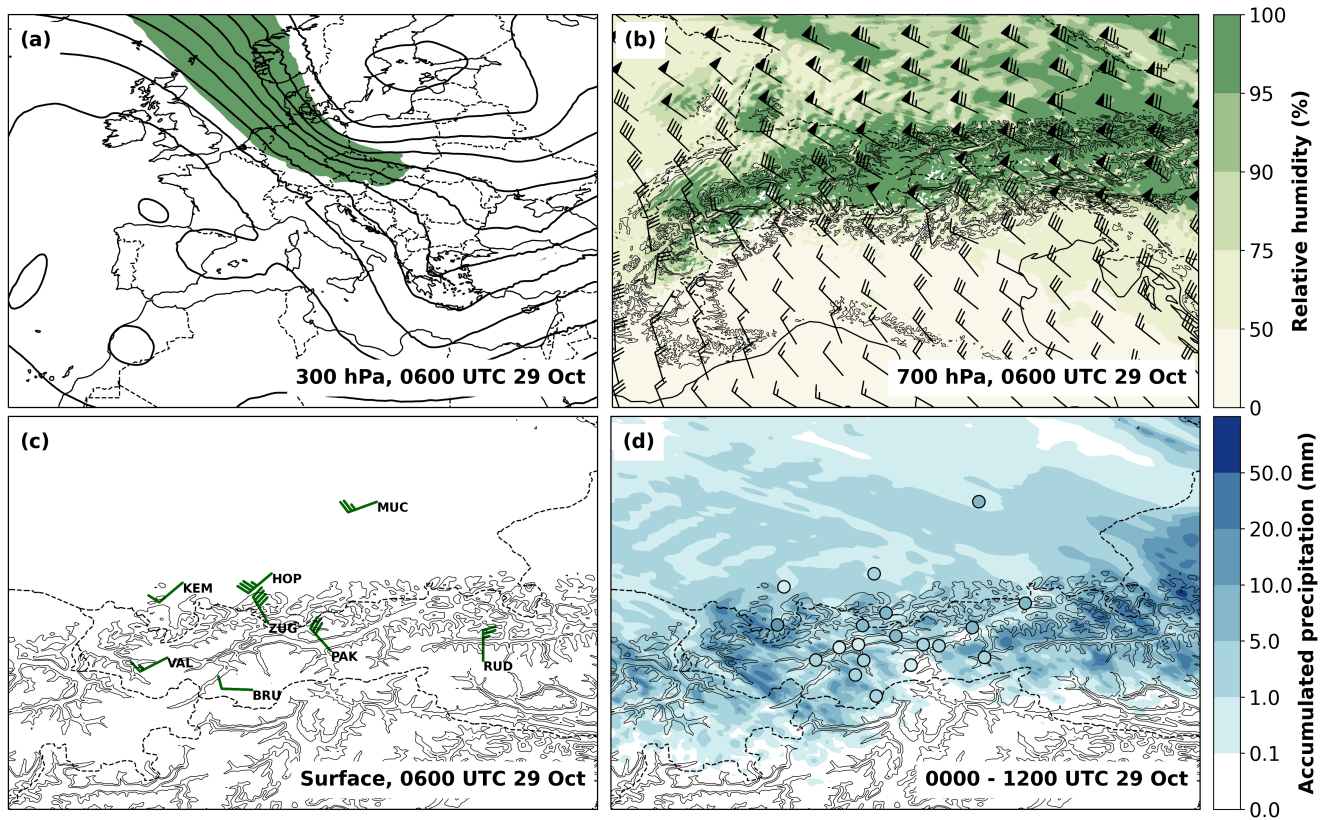 (a)
300 hPa, 0600 UTC 29 Oct
(b)
700 hPa, 0600 UTC 29 Oct
100
95
90
75
50
0
Relative humidity (%)
(c)
MUC
HOP
KEM
ZUG
PAK
VAL
RUD
BRU
Surface, 0600 UTC 29 Oct
(d)
0000 - 1200 UTC 29 Oct
50.0
20.0
10.0
5.0
1.0
0.1
0.0
Accumulated precipitation (mm)